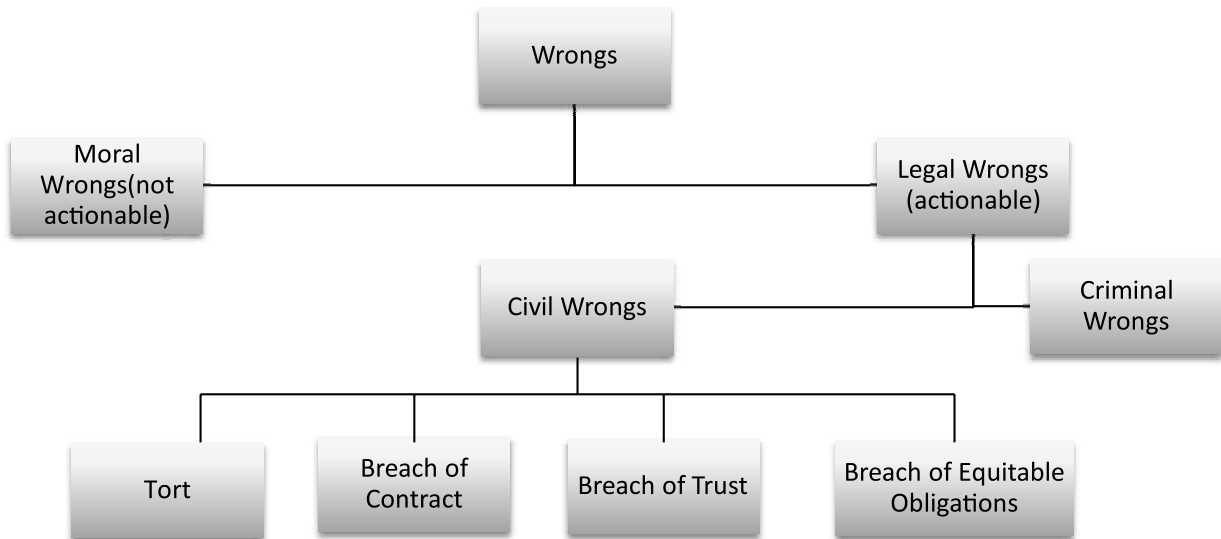 Wrongs
Moral
Wrongs(not
actionable)
Legal Wrongs
(actionable)
Civil Wrongs
Criminal
Wrongs
Tort
Breach of
Contract
Breach of Trust
Breach of Equitable
Obligations